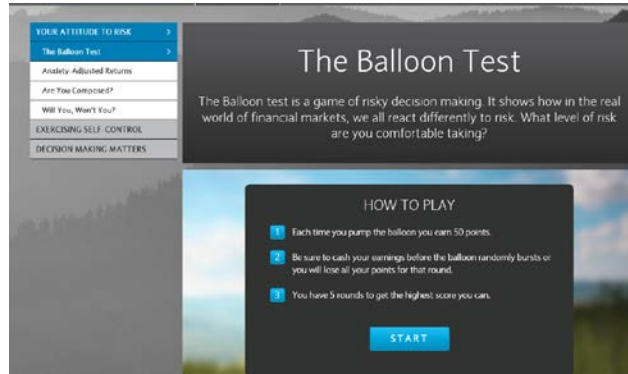 YOUR ATTITUDE TO RISK >
The Balloon Test >
Anxiety-Adjusted Returns
Are You Composed?
Will You, Won't You?
EXERCISING SELF-CONTROL
DECISION MAKING MATTERS
The Balloon Test
The Balloon test is a game of risky decision making. It shows how in the real
world of financial markets, we all react differently to risk. What level of risk
are you comfortable taking?
HOW TO PLAY
1 Each time you pump the balloon you earn 50 points.
2 Be sure to cash your earnings before the balloon randomly bursts or
you will lose all your points for that round.
3 You have 5 rounds to get the highest score you can.
START